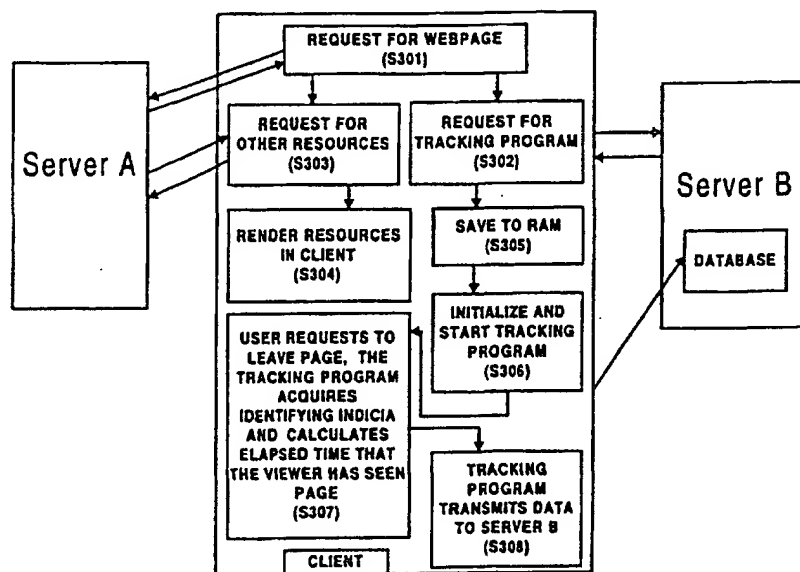 REQUEST FOR WEBPAGE
(S301)
Server A
REQUEST FOR
OTHER RESOURCES
(S303)
REQUEST FOR
TRACKING PROGRAM
(S302)
Server B
DATABASE
RENDER RESOURCES
IN CLIENT
(S304)
SAVE TO RAM
(S305)
INITIALIZE AND
START TRACKING
PROGRAM
(S306)
USER REQUESTS TO
LEAVE PAGE, THE
TRACKING PROGRAM
ACQUIRES
IDENTIFYING INDICIA
AND CALCULATES
ELAPSED TIME THAT
THE VIEWER HAS SEEN
PAGE
(S307)
TRACKING
PROGRAM
TRANSMITS DATA
TO SERVER B
(S308)
CLIENT